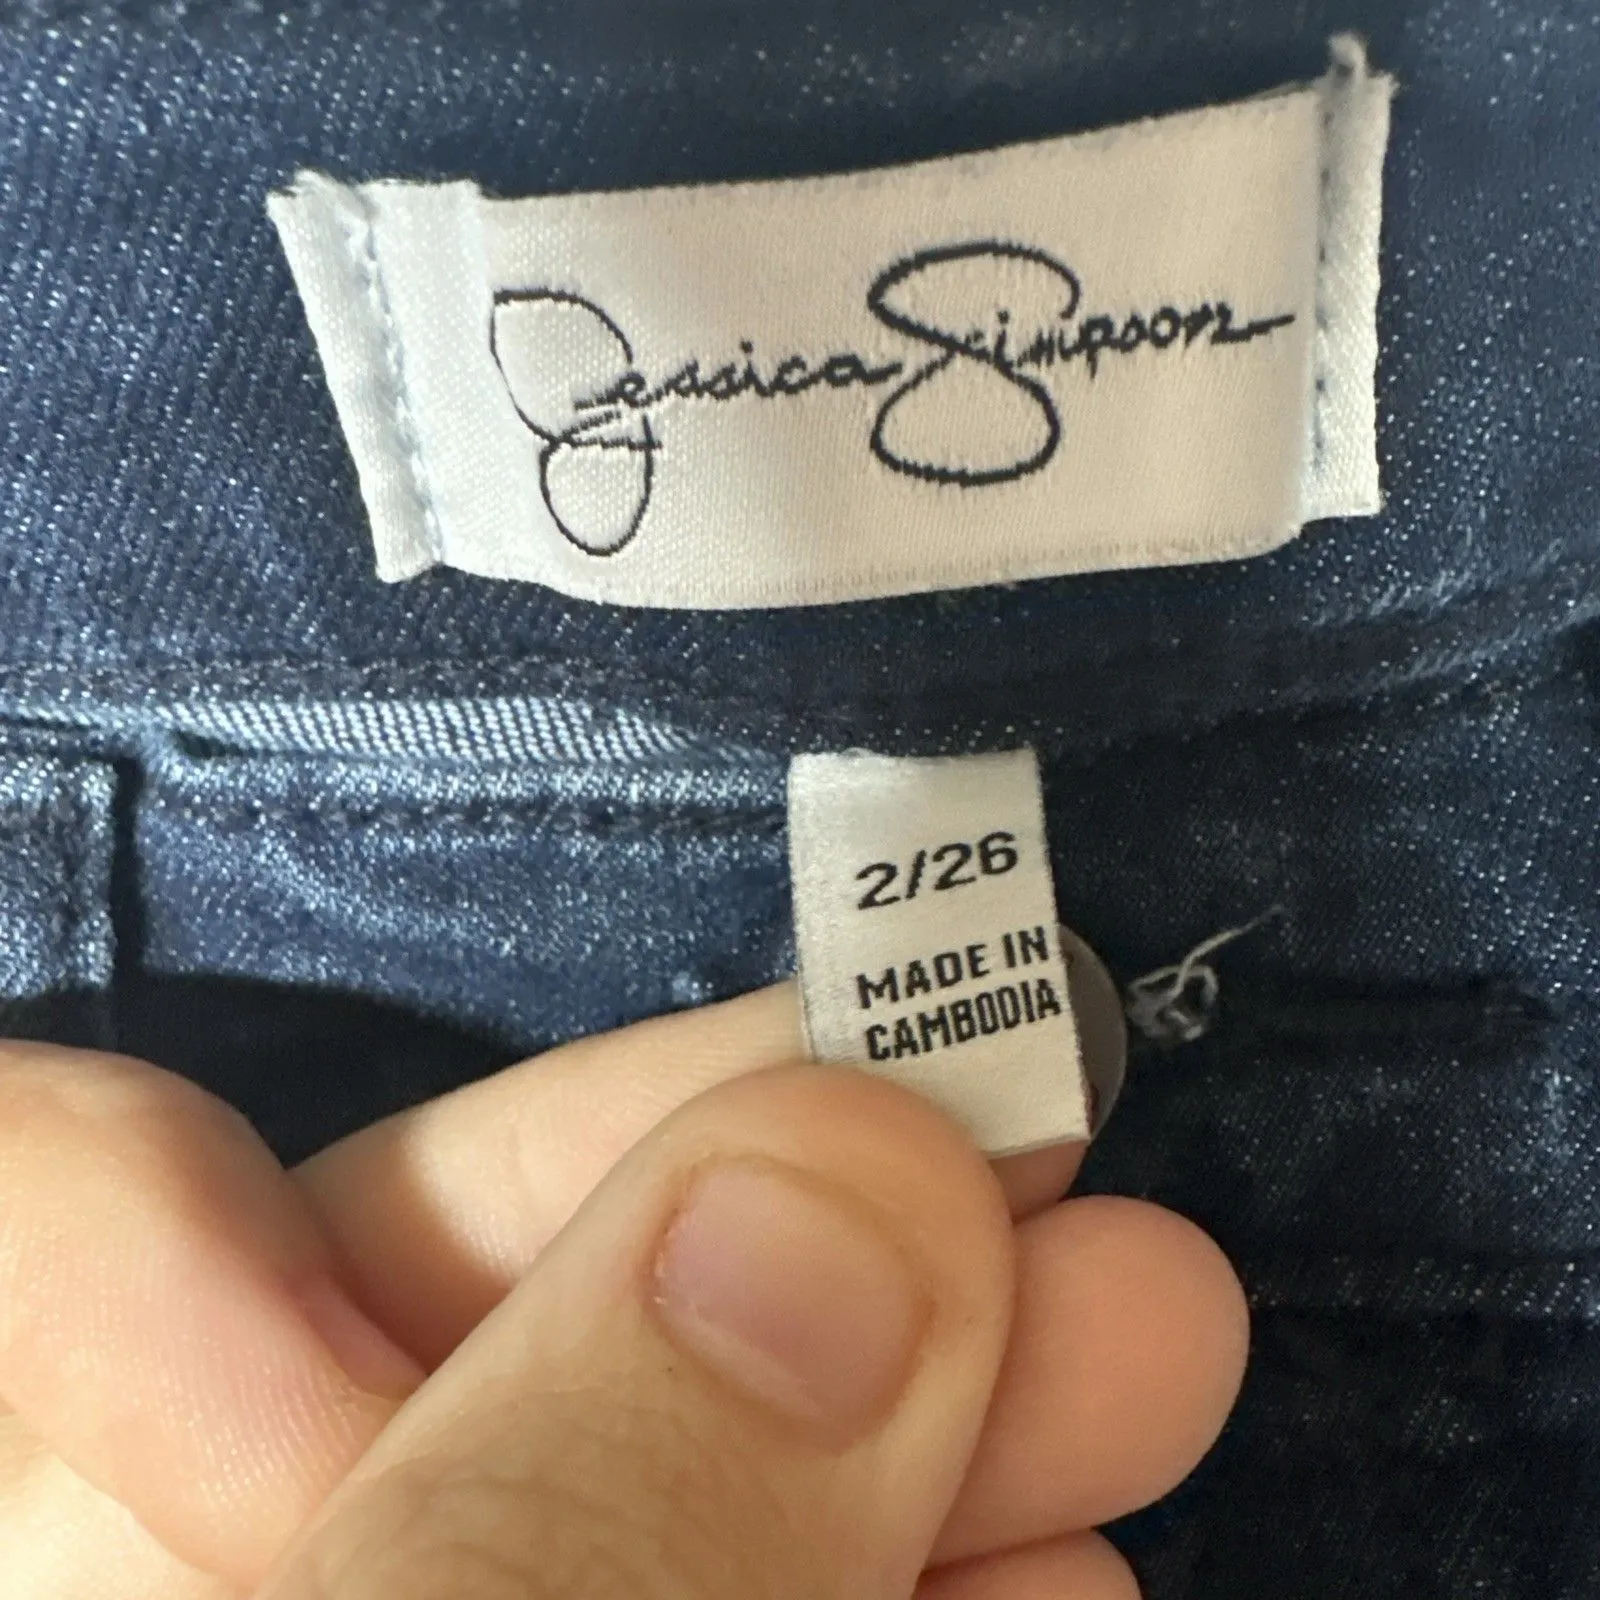 Jessica Simpson
2/26
MADE IN
CAMBODIA